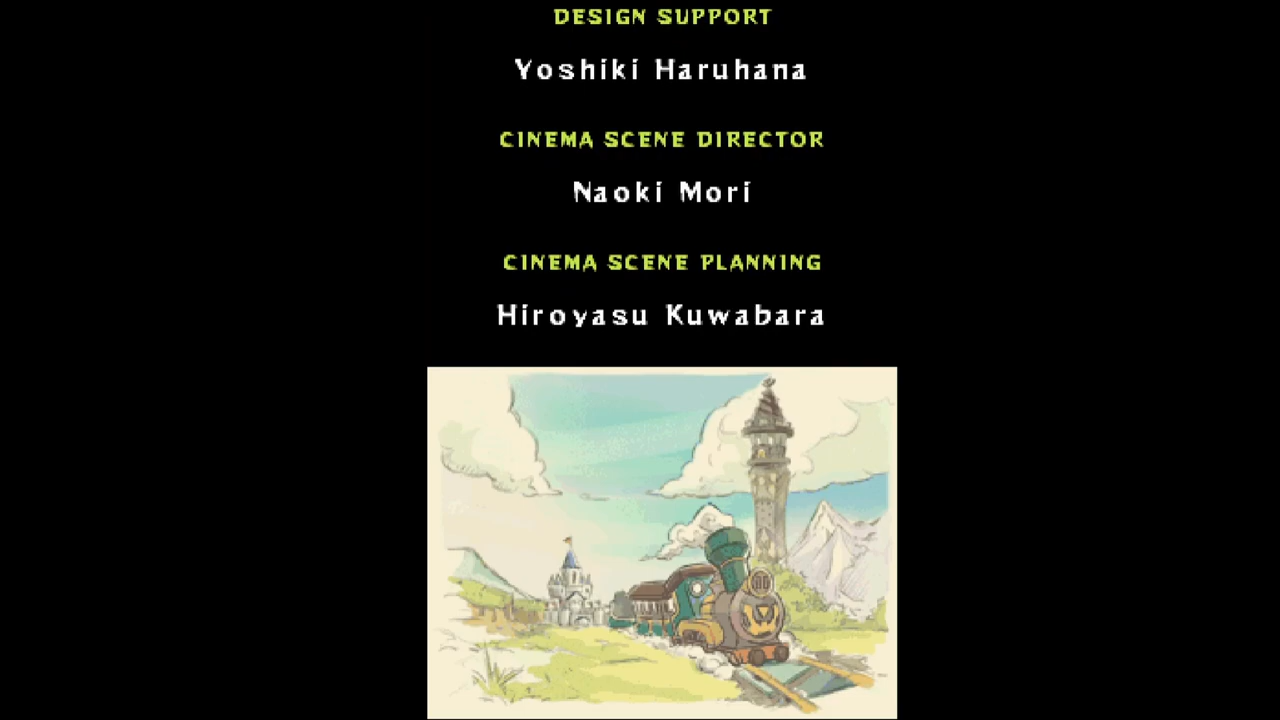 DESIGN SUPPORT
Yoshiki Haruhana
CINEMA SCENE DIRECTOR
Naoki Mori
CINEMA SCENE PLANNING
Hiroyasu Kuwabara